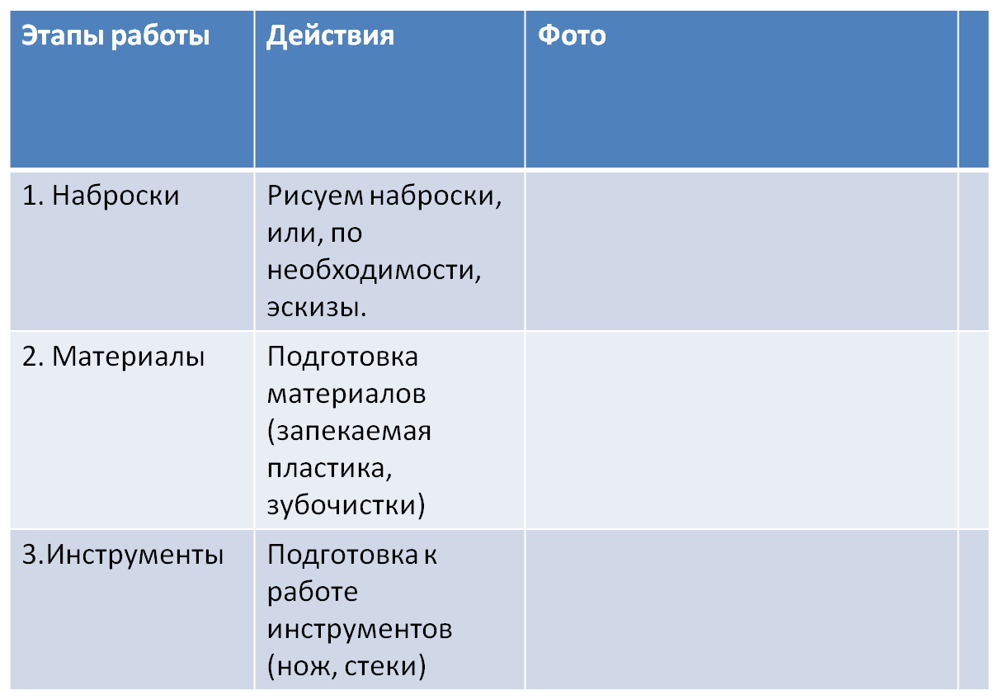 Этапы работы
Действия
Фото
1. Наброски
Рисуем наброски,
или, по
необходимости,
эскизы.
2. Материалы
Подготовка
материалов
(запекаемая
пластика,
зубочистки)
3.Инструменты
Подготовка к
работе
инструментов
(нож, стеки)